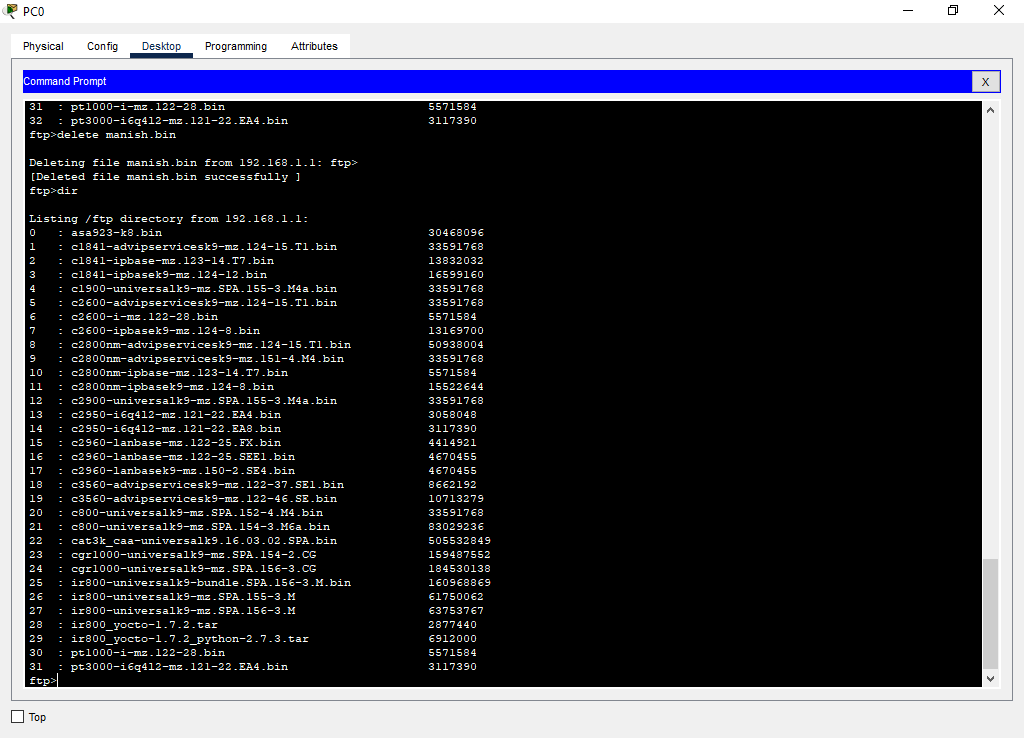 PC0
Physical Config Desktop Programming Attributes
Command Prompt X
31 : pt1000-i-mz.122-28.bin 5571584
32 : pt3000-i6q4l2-mz.121-22.EA4.bin 3117390
ftp>delete manish.bin
Deleting file manish.bin from 192.168.1.1: ftp>
[Deleted file manish.bin successfully ]
ftp>dir
Listing /ftp directory from 192.168.1.1:
0 : asa923-k8.bin 30468096
1 : c1841-advipservicesk9-mz.124-15.T1.bin 33591768
2 : c1841-ipbase-mz.123-14.T7.bin 13832032
3 : c1841-ipbasek9-mz.124-12.bin 16599160
4 : c1900-universalk9-mz.SPA.155-3.M4a.bin 33591768
5 : c2600-advipservicesk9-mz.124-15.T1.bin 33591768
6 : c2600-i-mz.122-28.bin 5571584
7 : c2600-ipbasek9-mz.124-8.bin 13169700
8 : c2800nm-advipservicesk9-mz.124-15.T1.bin 50938004
9 : c2800nm-advipservicesk9-mz.151-4.M4.bin 33591768
10 : c2800nm-ipbase-mz.123-14.T7.bin 5571584
11 : c2800nm-ipbasek9-mz.124-8.bin 15522644
12 : c2900-universalk9-mz.SPA.155-3.M4a.bin 33591768
13 : c2950-i6q4l2-mz.121-22.EA4.bin 3058048
14 : c2950-i6q4l2-mz.121-22.EA8.bin 3117390
15 : c2960-lanbase-mz.122-25.FX.bin 4414921
16 : c2960-lanbase-mz.122-25.SEE1.bin 4670455
17 : c2960-lanbasek9-mz.150-2.SE4.bin 4670455
18 : c3560-advipservicesk9-mz.122-37.SE1.bin 8662192
19 : c3560-advipservicesk9-mz.122-46.SE.bin 10713279
20 : c800-universalk9-mz.SPA.152-4.M4.bin 33591768
21 : c800-universalk9-mz.SPA.154-3.M6a.bin 83029236
22 : cat3k_caa-universalk9.16.03.02.SPA.bin 505532849
23 : cgr1000-universalk9-mz.SPA.154-2.CG 159487552
24 : cgr1000-universalk9-mz.SPA.156-3.CG 184530138
25 : ir800-universalk9-bundle.SPA.156-3.M.bin 160968869
26 : ir800-universalk9-mz.SPA.155-3.M 61750062
27 : ir800-universalk9-mz.SPA.156-3.M 63753767
28 : ir800_yocto-1.7.2.tar 2877440
29 : ir800_yocto-1.7.2_python-2.7.3.tar 6912000
30 : pt1000-i-mz.122-28.bin 5571584
31 : pt3000-i6q4l2-mz.121-22.EA4.bin 3117390
ftp>
Top